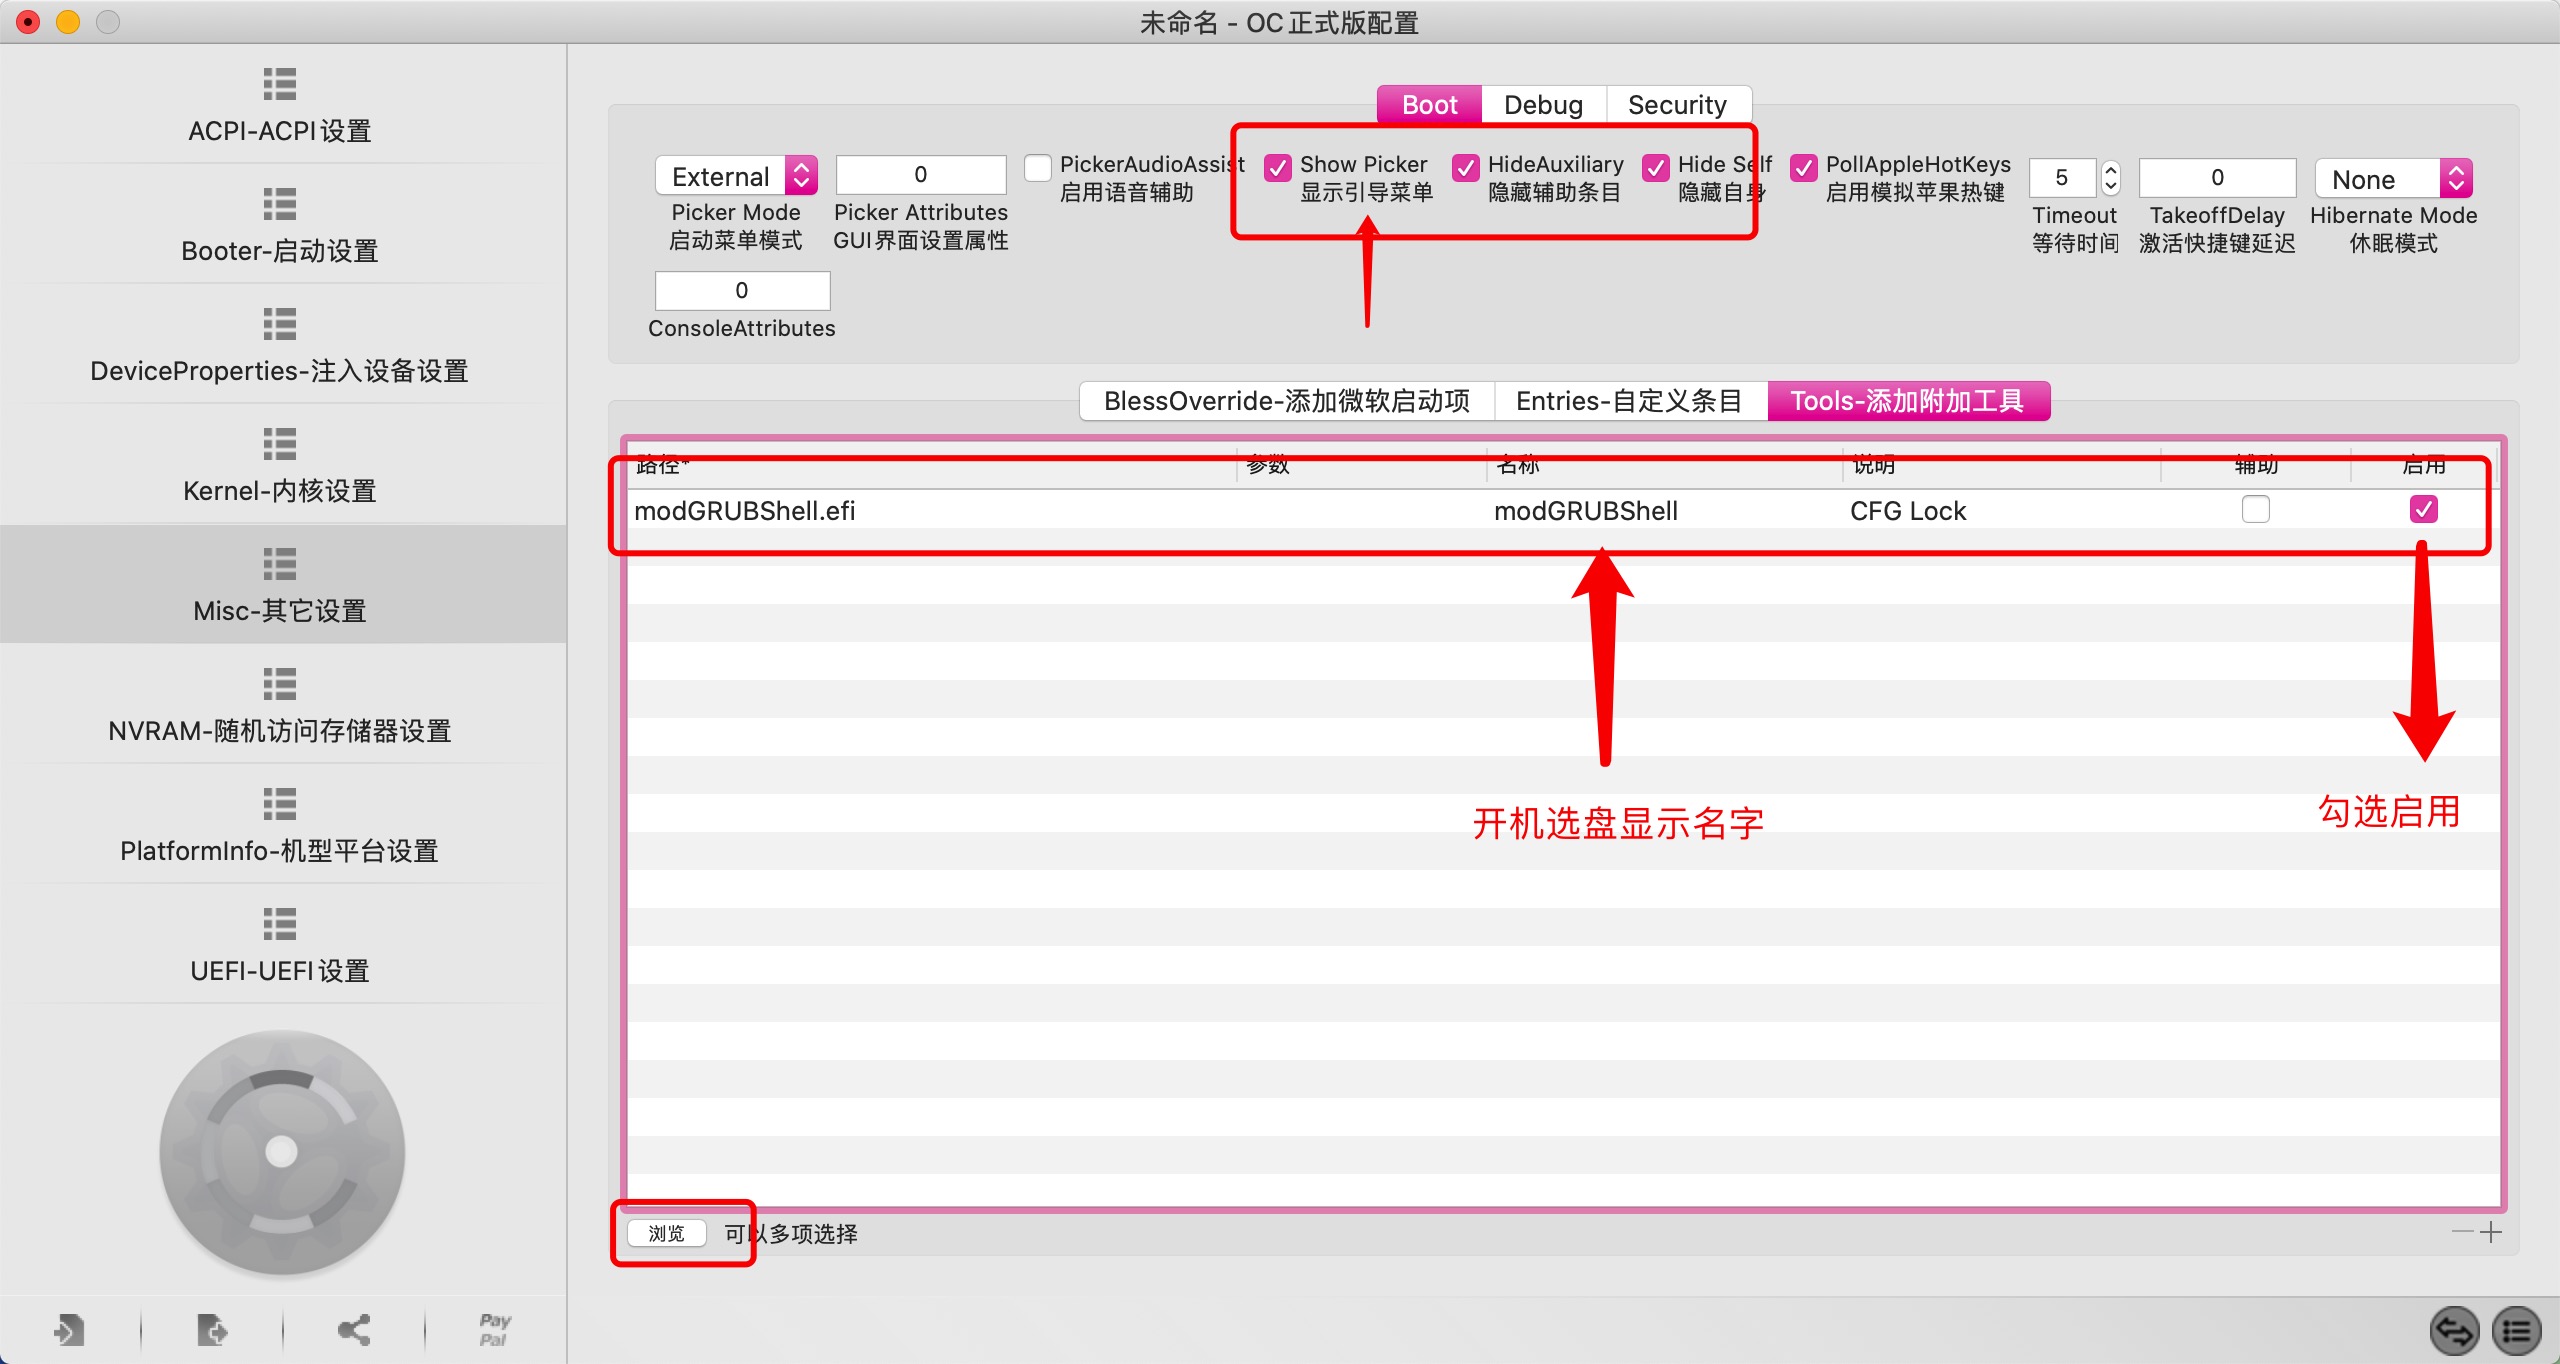 未命名 - OC正式版配置
ACPI-ACPI设置
Booter-启动设置
DeviceProperties-注入设备设置
Kernel-内核设置
Misc-其它设置
NVRAM-随机访问存储器设置
PlatformInfo-机型平台设置
UEFI-UEFI设置
Pay
Pal
Boot Debug Security
External 0 PickerAudioAssist Show Picker HideAuxiliary Hide Self PollAppleHotKeys 5 0 None
启用语音辅助 显示引导菜单 隐藏辅助条目 隐藏自身 启用模拟苹果热键
Picker Mode Picker Attributes Timeout TakeoffDelay Hibernate Mode
启动菜单模式 GUI界面设置属性 等待时间 激活快捷键延迟 休眠模式
0
ConsoleAttributes
BlessOverride-添加微软启动项 Entries-自定义条目 Tools-添加附加工具
路径* 参数 名称 说明 辅助 启用
modGRUBShell.efi modGRUBShell CFG Lock
开机选盘显示名字
勾选启用
浏览 可以多项选择